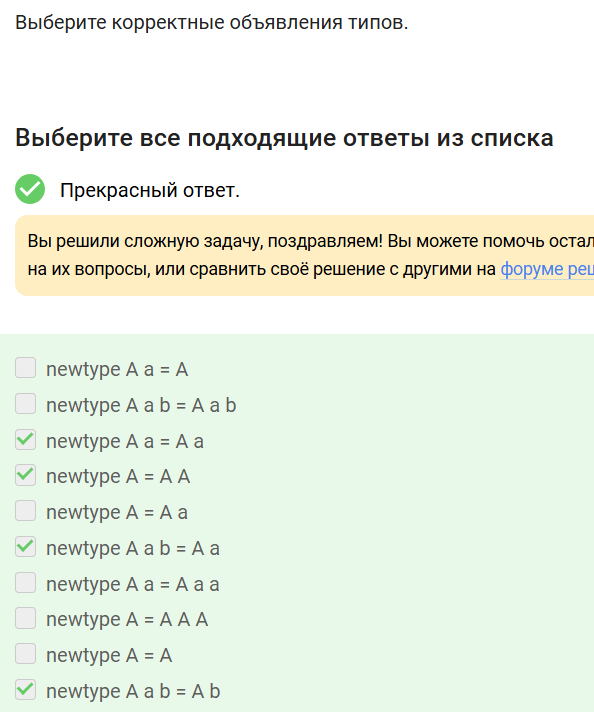 Выберите корректные объявления типов.
Выберите все подходящие ответы из списка
Прекрасный ответ.
Вы решили сложную задачу, поздравляем! Вы можете помочь остал
на их вопросы, или сравнить своё решение с другими на форуме реш
newtype A a = A
newtype A a b = A a b
newtype A a = A a
newtype A = A A
newtype A = A a
newtype A a b = A a
newtype A a = A a a
newtype A = A A A
newtype A = A
newtype A a b = A b